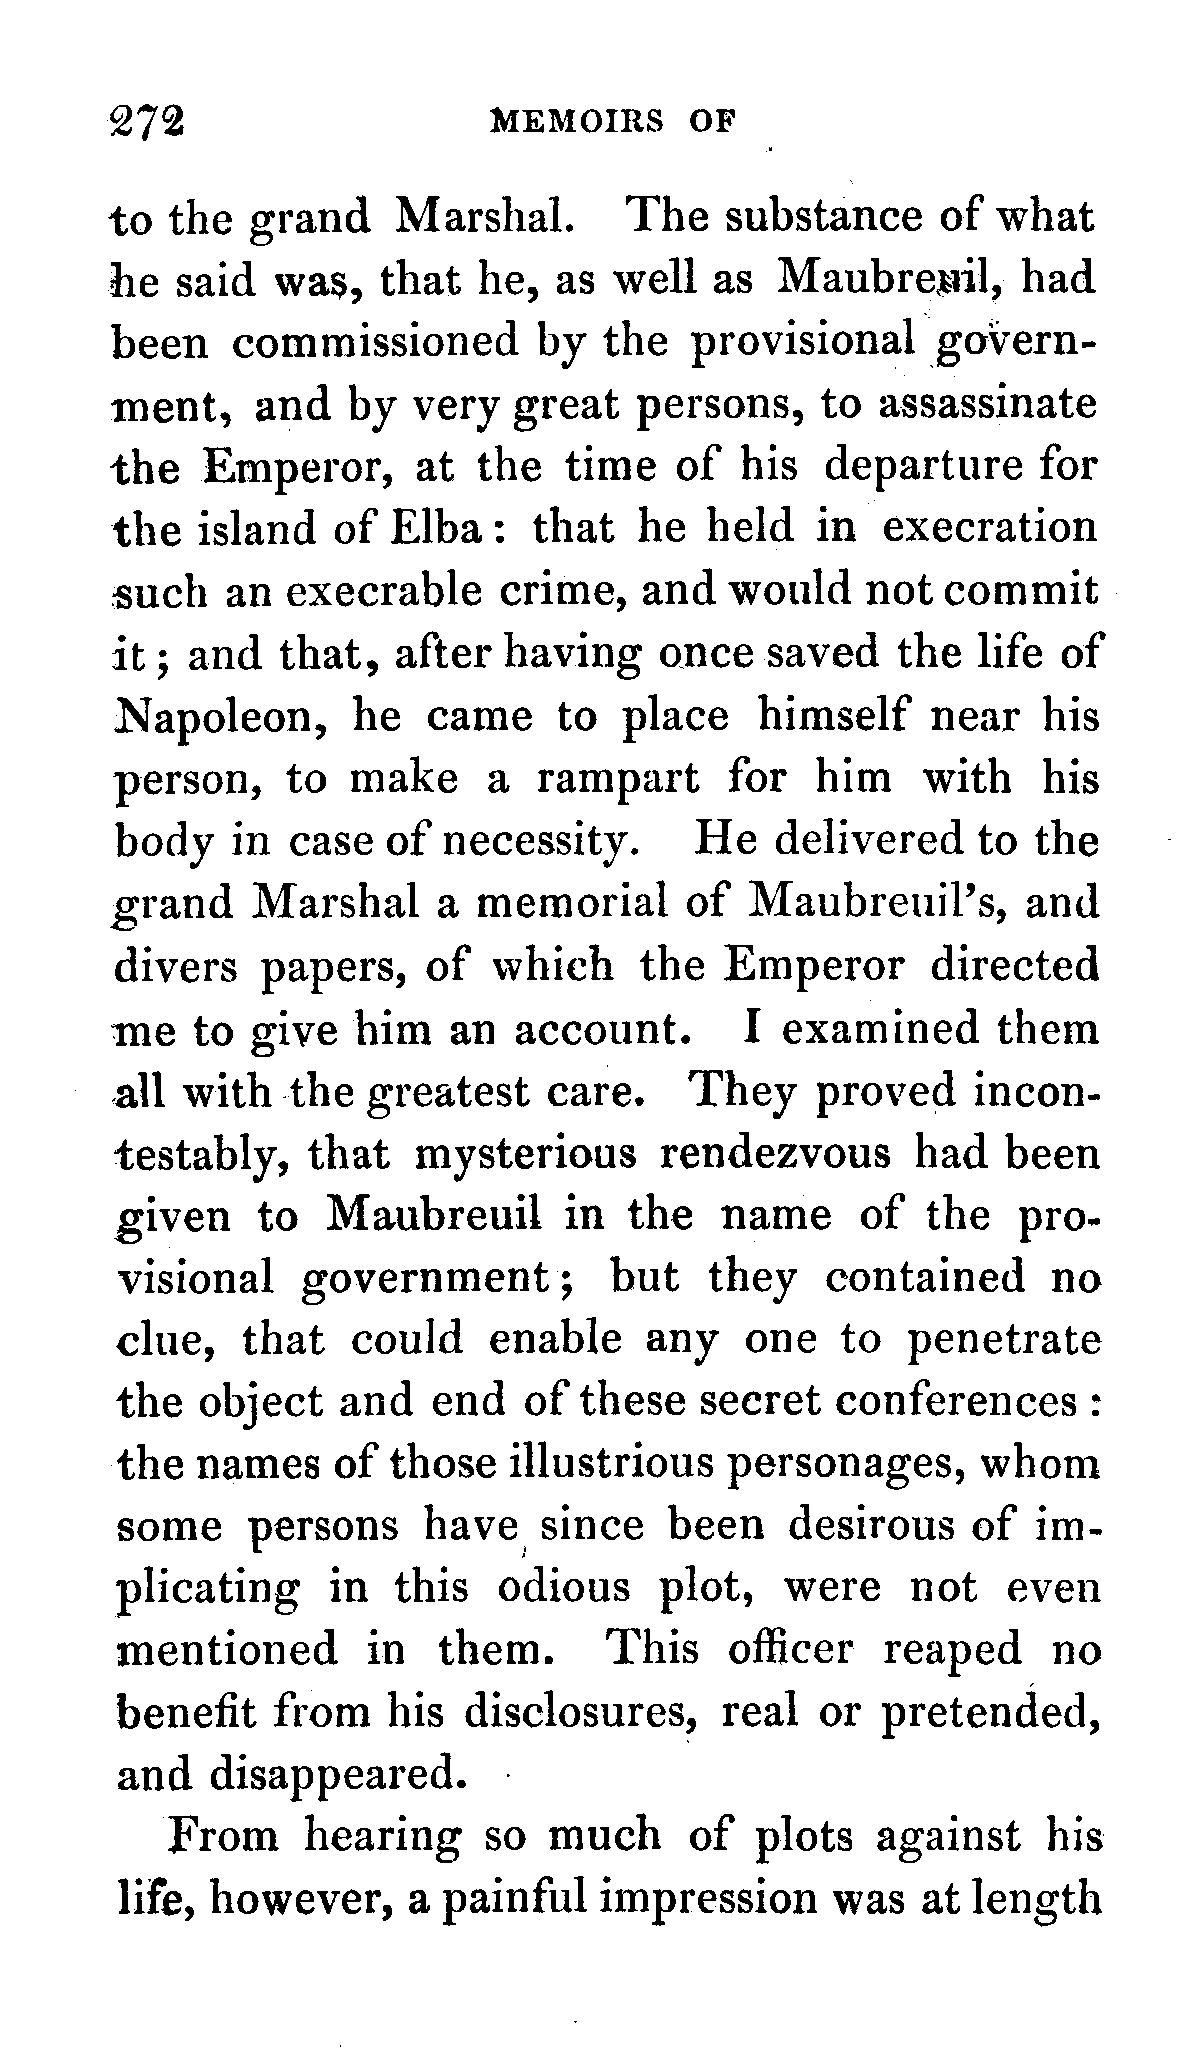 272 MEMOIRS OF
to the grand Marshal. The substance of what
he said was, that he, as well as Maubreuil, had
been commissioned by the provisional govern-
ment, and by very great persons, to assassinate
the Emperor, at the time of his departure for
the island of Elba: that he held in execration
such an execrable crime, and would not commit
it; and that, after having once saved the life of
Napoleon, he came to place himself near his
person, to make a rampart for him with his
body in case of necessity. He delivered to the
grand Marshal a memorial of Maubreuil's, and
divers papers, of which the Emperor directed
me to give him an account. I examined them
all with the greatest care. They proved incon-
testably, that mysterious rendezvous had been
given to Maubreuil in the name of the pro-
visional government; but they contained no
clue, that could enable any one to penetrate
the object and end of these secret conferences:
the names of those illustrious personages, whom
some persons have since been desirous of im-
plicating in this odious plot, were not even
mentioned in them. This officer reaped no
benefit from his disclosures, real or pretended,
and disappeared.
From hearing so much of plots against his
life, however, a painful impression was at length